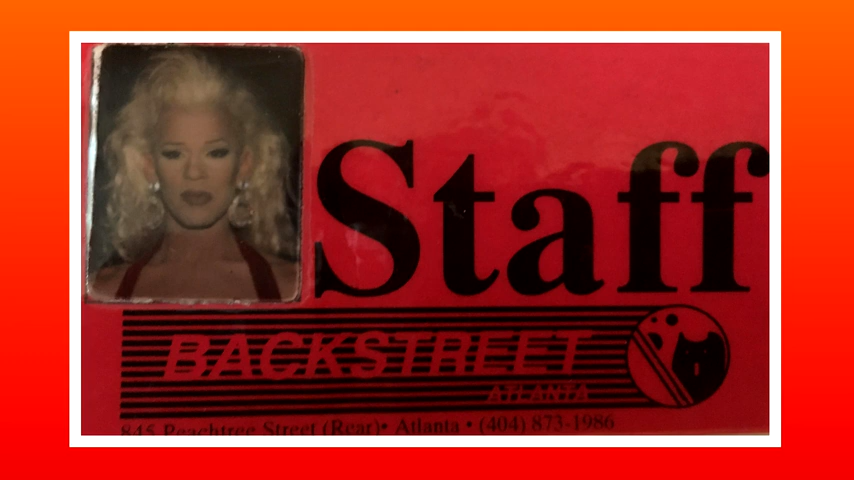 Staff
BACKSTREET
ATLANTA
845 Peachtree Street (Rear)• Atlanta • (404) 873-1986